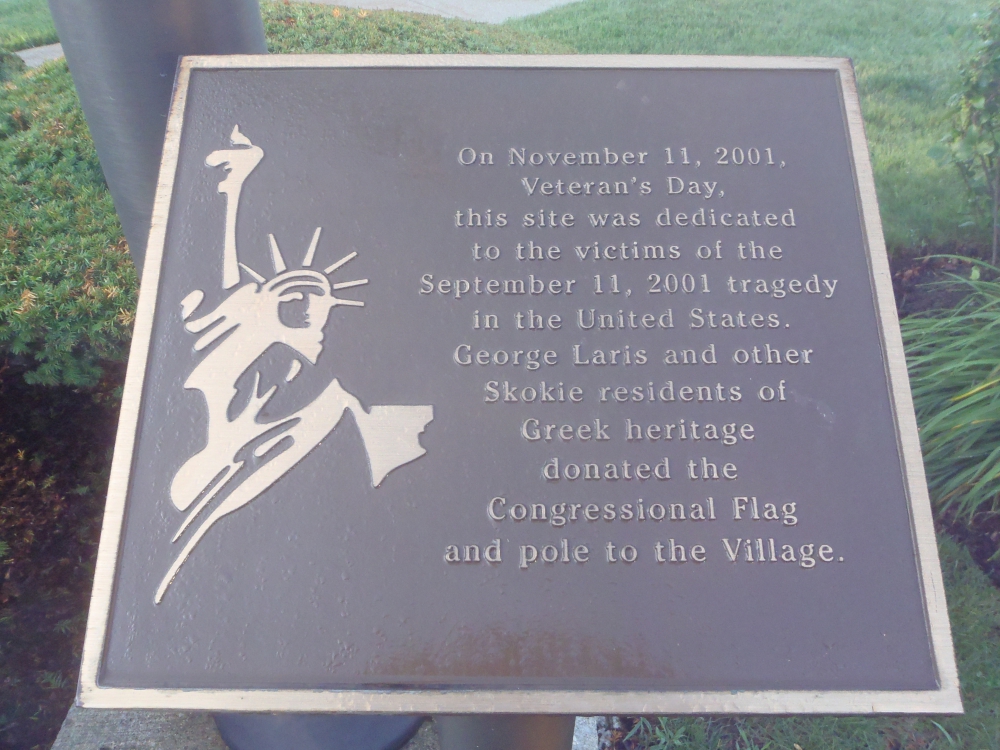 On November 11, 2001,
Veteran's Day,
this site was dedicated
to the victims of the
September 11, 2001 tragedy
in the United States.
George Laris and other
Skokie residents of
Greek heritage
donated the
Congressional Flag
and pole to the Village.